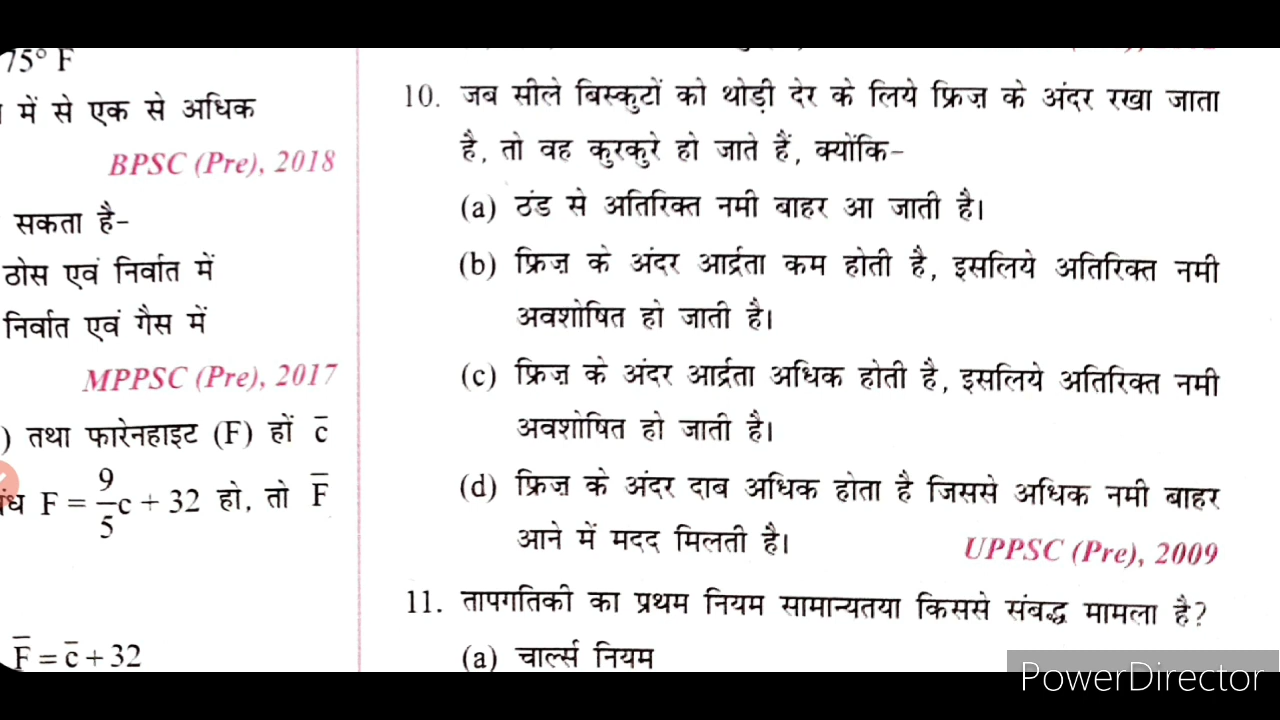 75° F
में से एक से अधिक
BPSC (Pre), 2018
सकता है-
ठोस एवं निर्वात में
निर्वात एवं गैस में
MPPSC (Pre), 2017
) तथा फारेनहाइट (F) हों c̄
ंध F = 9/5 c + 32 हो, तो F̄
F̄ = c̄ + 32
10. जब सीले बिस्कुटों को थोड़ी देर के लिये फ्रिज़ के अंदर रखा जाता
है, तो वह कुरकुरे हो जाते हैं, क्योंकि-
(a) ठंड से अतिरिक्त नमी बाहर आ जाती है।
(b) फ्रिज़ के अंदर आर्द्रता कम होती है, इसलिये अतिरिक्त नमी
अवशोषित हो जाती है।
(c) फ्रिज़ के अंदर आर्द्रता अधिक होती है, इसलिये अतिरिक्त नमी
अवशोषित हो जाती है।
(d) फ्रिज़ के अंदर दाब अधिक होता है जिससे अधिक नमी बाहर
आने में मदद मिलती है।
UPPSC (Pre), 2009
11. तापगतिकी का प्रथम नियम सामान्यतया किससे संबद्ध मामला है?
(a) चार्ल्स नियम
PowerDirector